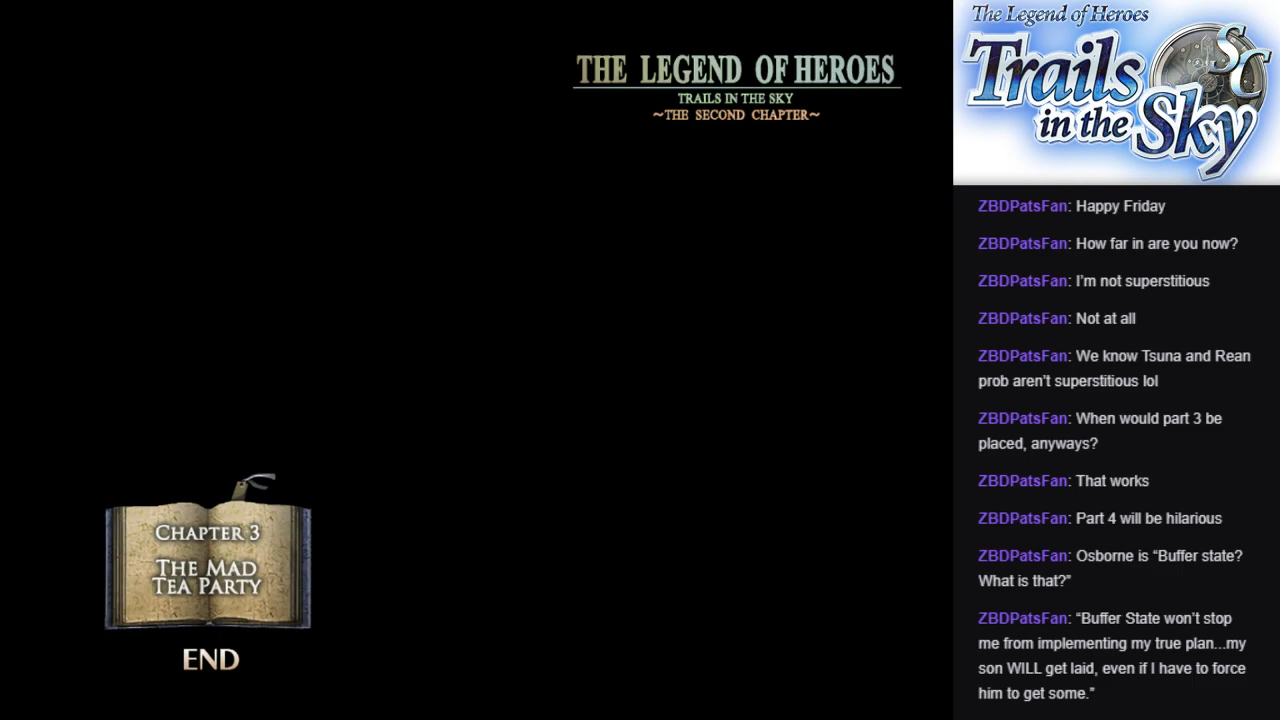 THE LEGEND OF HEROES
TRAILS IN THE SKY
~THE SECOND CHAPTER~
CHAPTER 3
THE MAD
TEA PARTY
END
The Legend of Heroes
Trails
in the Sky
SC
ZBDPatsFan: Happy Friday
ZBDPatsFan: How far in are you now?
ZBDPatsFan: I’m not superstitious
ZBDPatsFan: Not at all
ZBDPatsFan: We know Tsuna and Rean
prob aren’t superstitious lol
ZBDPatsFan: When would part 3 be
placed, anyways?
ZBDPatsFan: That works
ZBDPatsFan: Part 4 will be hilarious
ZBDPatsFan: Osborne is “Buffer state?
What is that?”
ZBDPatsFan: “Buffer State won’t stop
me from implementing my true plan...my
son WILL get laid, even if I have to force
him to get some.”